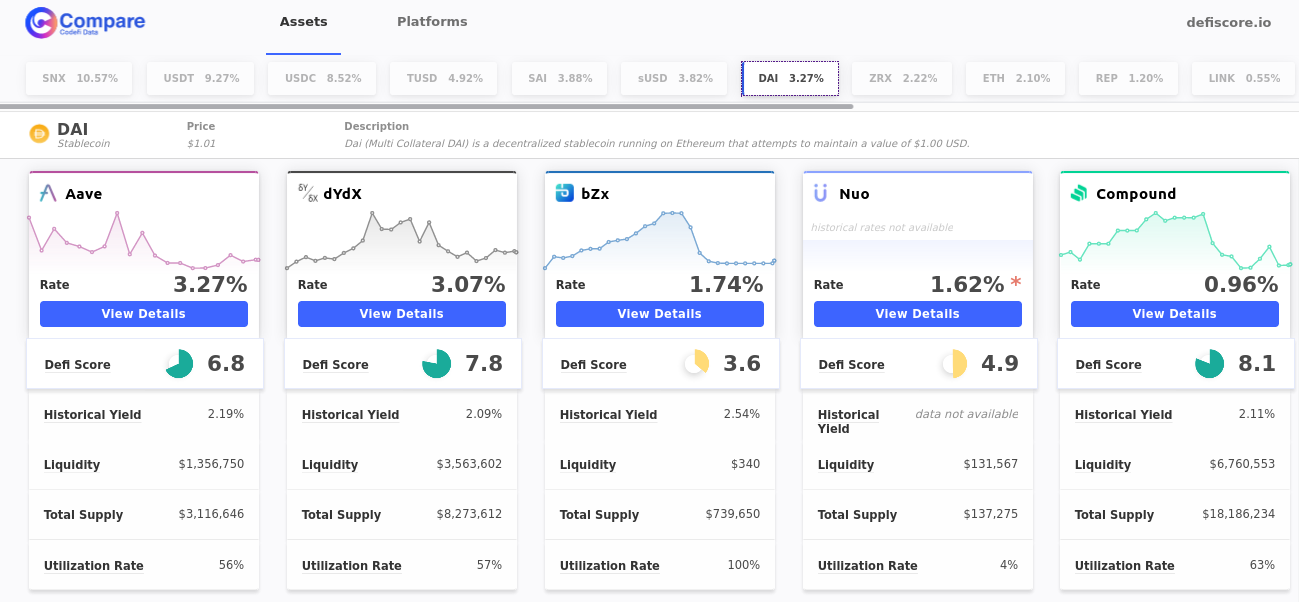 Compare
Codefi Data
Assets Platforms defiscore.io
SNX 10.57% USDT 9.27% USDC 8.52% TUSD 4.92% SAI 3.88% sUSD 3.82% DAI 3.27% ZRX 2.22% ETH 2.10% REP 1.20% LINK 0.55%
DAI
Stablecoin
Price
$1.01
Description
Dai (Multi Collateral DAI) is a decentralized stablecoin running on Ethereum that attempts to maintain a value of $1.00 USD.
Aave
Rate 3.27%
View Details
Defi Score 6.8
Historical Yield 2.19%
Liquidity $1,356,750
Total Supply $3,116,646
Utilization Rate 56%
δY/δX dYdX
Rate 3.07%
View Details
Defi Score 7.8
Historical Yield 2.09%
Liquidity $3,563,602
Total Supply $8,273,612
Utilization Rate 57%
bZx
Rate 1.74%
View Details
Defi Score 3.6
Historical Yield 2.54%
Liquidity $340
Total Supply $739,650
Utilization Rate 100%
Nuo
historical rates not available
Rate 1.62% *
View Details
Defi Score 4.9
Historical data not available
Yield
Liquidity $131,567
Total Supply $137,275
Utilization Rate 4%
Compound
Rate 0.96%
View Details
Defi Score 8.1
Historical Yield 2.11%
Liquidity $6,760,553
Total Supply $18,186,234
Utilization Rate 63%